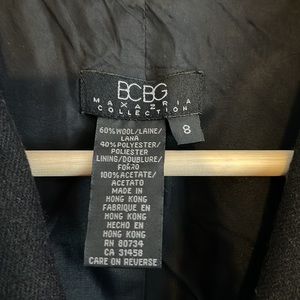 BCBG
MAXAZRIA
COLLECTION
8
60%WOOL/LAINE/
LANA
40%POLYESTER/
POLIESTER
LINING/DOUBLURE/
FORRO
100%ACETATE/
ACETATO
MADE IN
HONG KONG
FABRIQUE EN
HONG KONG
HECHO EN
HONG KONG
RN 80734
CA 31458
CARE ON REVERSE